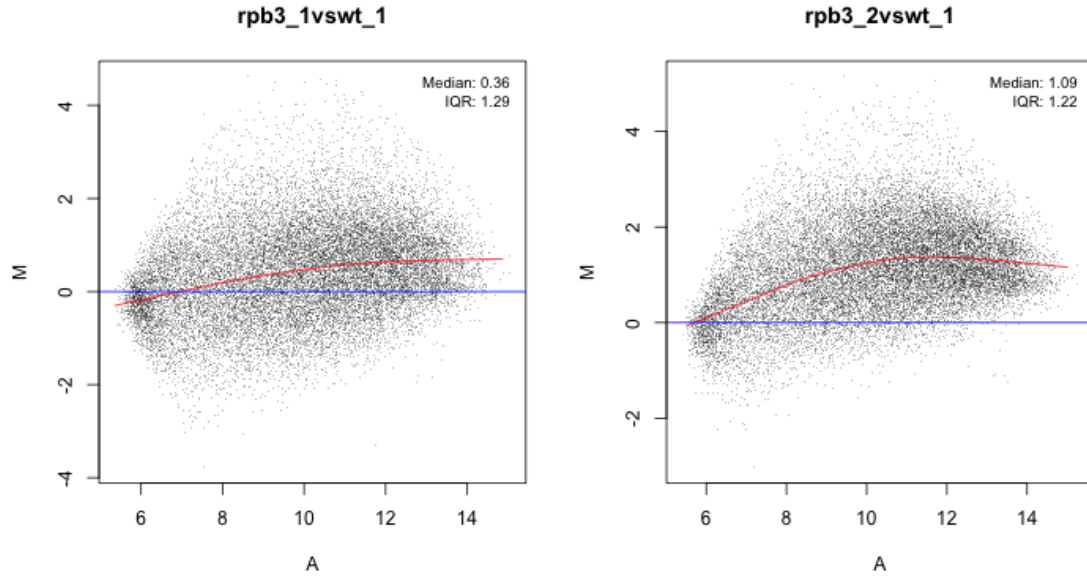 rpb3_1vswt_1
Median: 0.36
IQR: 1.29
4
2
0
-2
-4
M
6 8 10 12 14
A
rpb3_2vswt_1
Median: 1.09
IQR: 1.22
4
2
0
-2
M
6 8 10 12 14
A